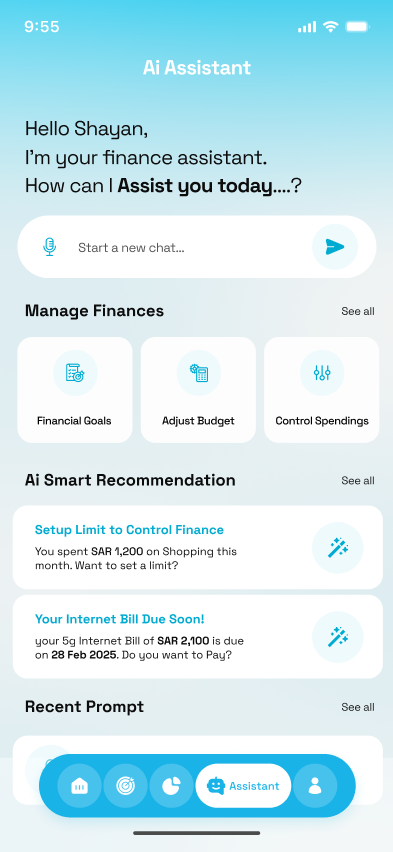 9:55
Ai Assistant
Hello Shayan,
I'm your finance assistant.
How can I Assist you today....?
Start a new chat...
Manage Finances
See all
Financial Goals
Adjust Budget
Control Spendings
Ai Smart Recommendation
See all
Setup Limit to Control Finance
You spent SAR 1,200 on Shopping this
month. Want to set a limit?
Your Internet Bill Due Soon!
your 5g Internet Bill of SAR 2,100 is due
on 28 Feb 2025. Do you want to Pay?
Recent Prompt
See all
Assistant